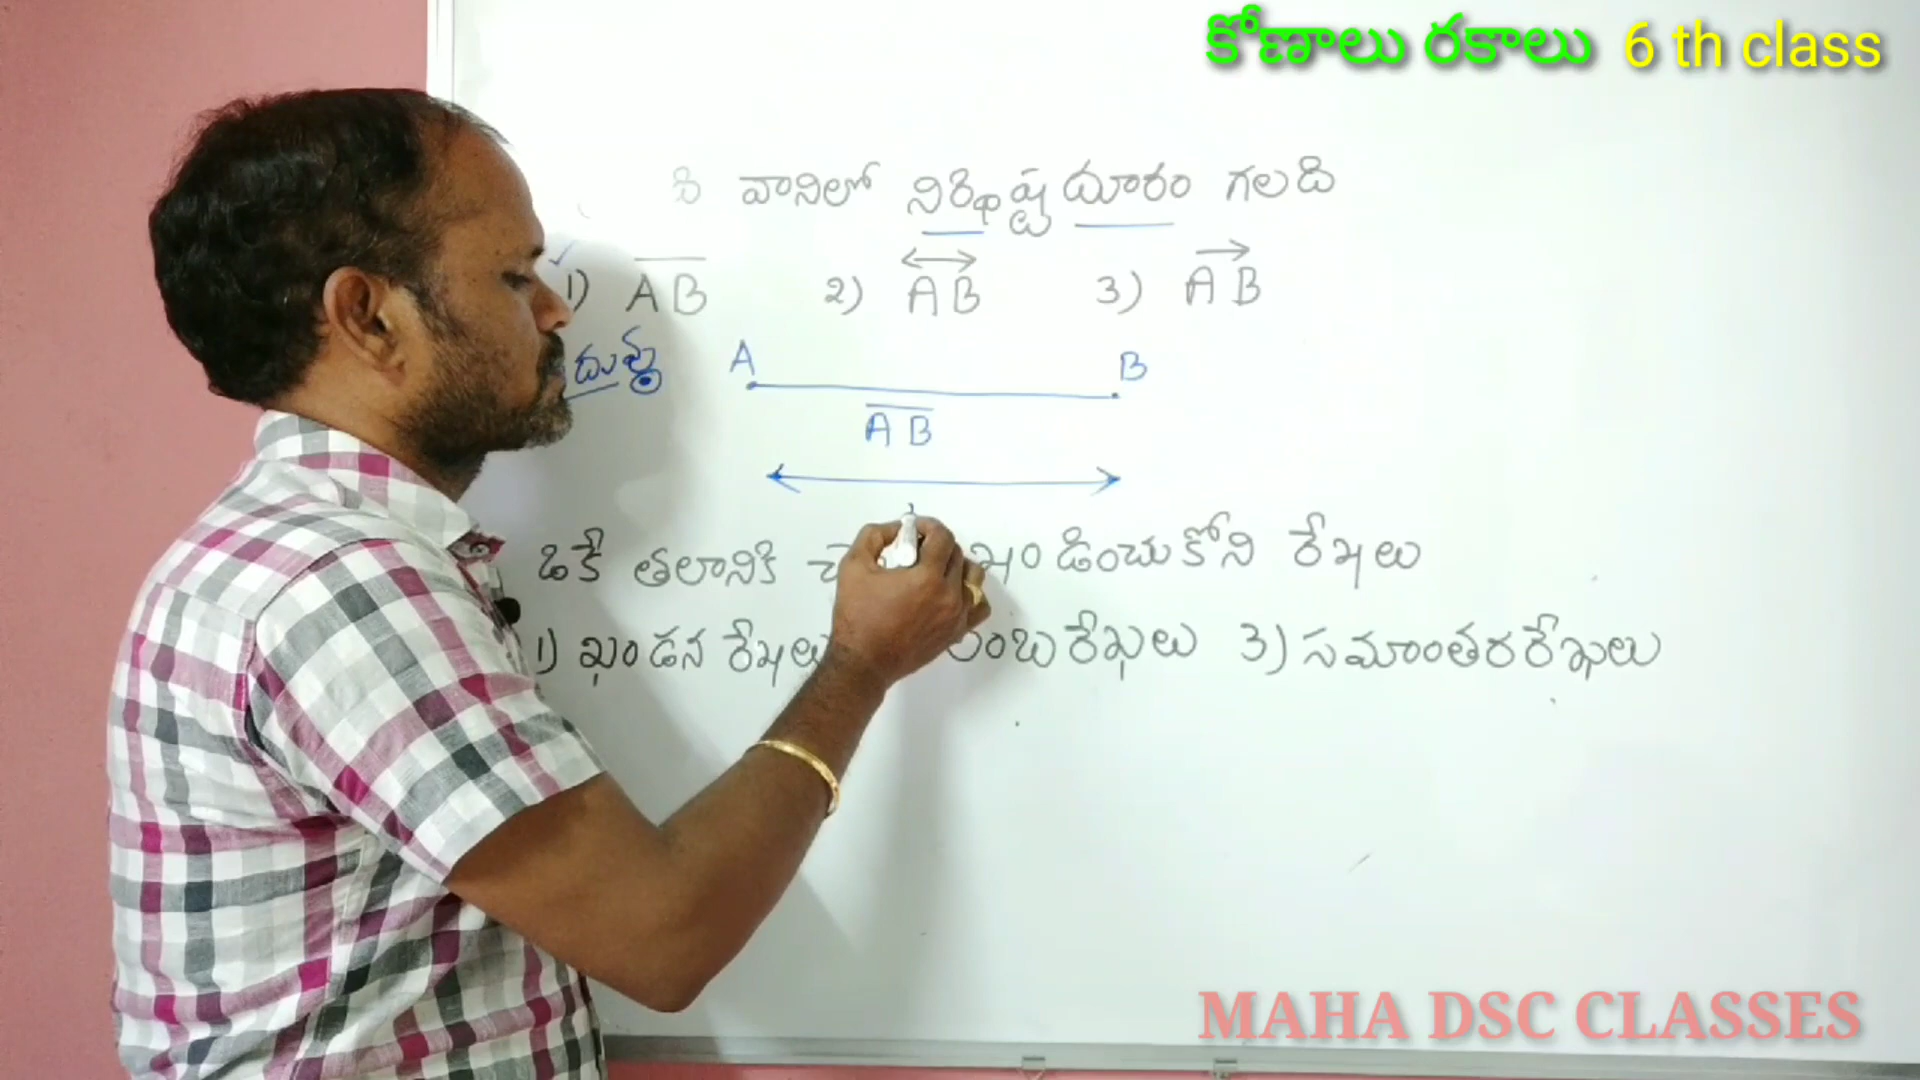 కోణాలు రకాలు 6 th class
వానిలో నిర్ధిష్ట దూరం గలది
1) AB 2) AB 3) AB
A B
AB
ఒకే తలానికి ఖండించుకోని రేఖలు
1) ఖండన రేఖలు లంబరేఖలు 3) సమాంతర రేఖలు
MAHA DSC CLASSES